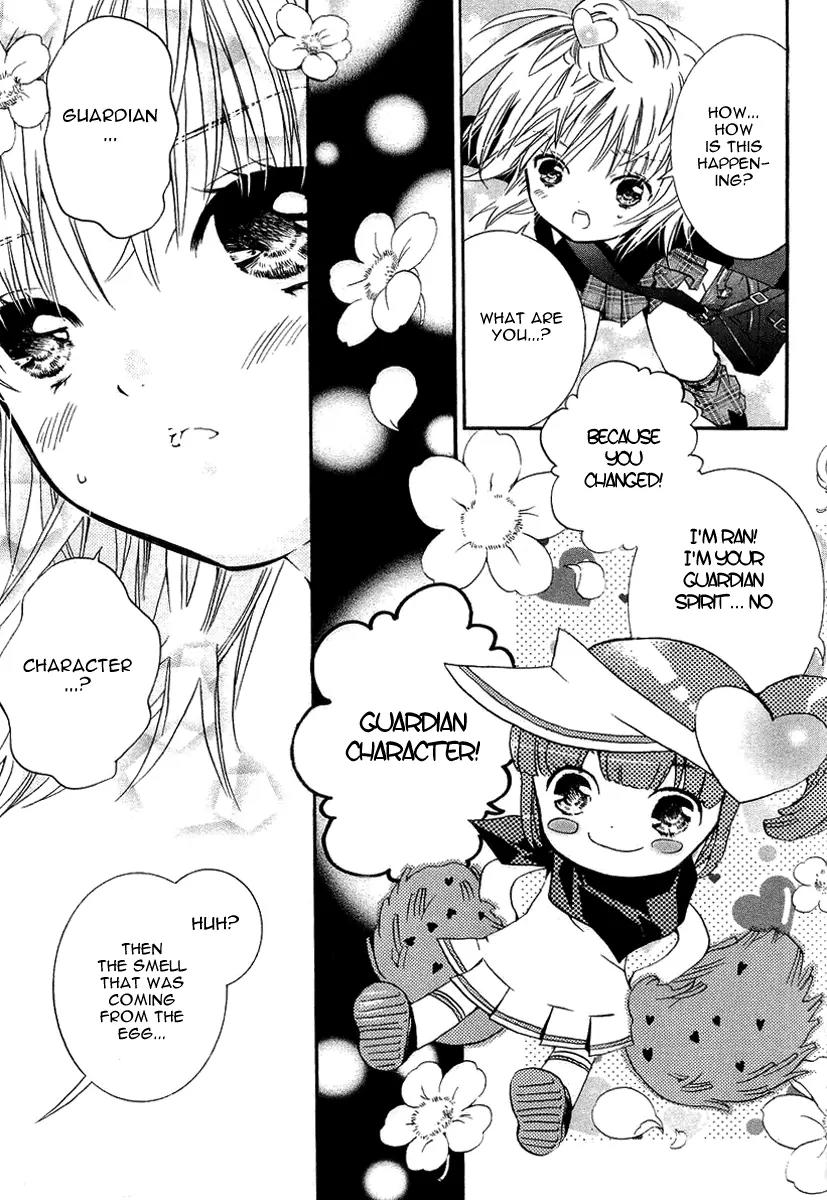 HOW...
HOW
IS THIS
HAPPEN-
ING?
WHAT ARE
YOU...?
BECAUSE
YOU
CHANGED!
I'M RAN!
I'M YOUR
GUARDIAN
SPIRIT... NO
GUARDIAN
CHARACTER!
GUARDIAN
...
CHARACTER
...?
HUH?
THEN
THE SMELL
THAT WAS
COMING
FROM THE
EGG...